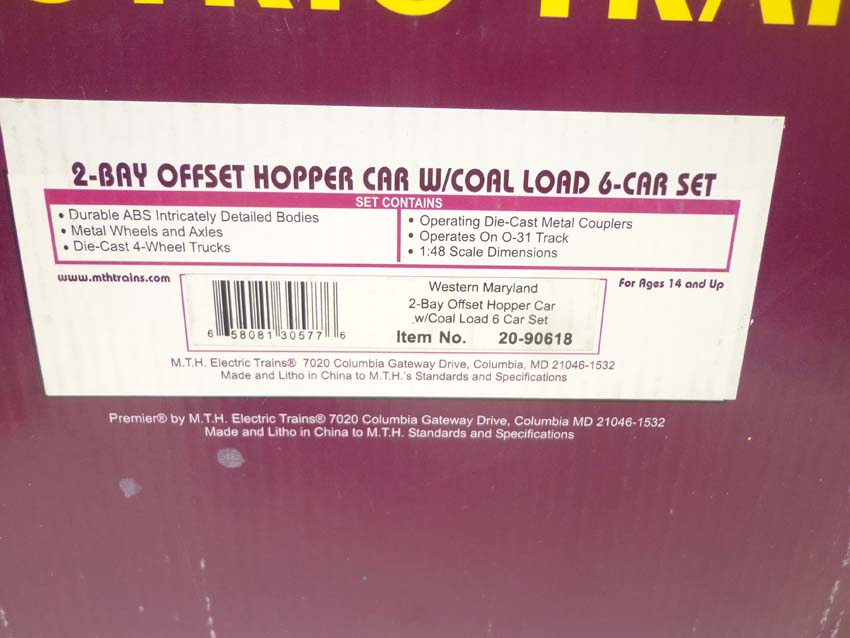 2-BAY OFFSET HOPPER CAR W/COAL LOAD 6-CAR SET
SET CONTAINS
• Durable ABS Intricately Detailed Bodies
• Metal Wheels and Axles
• Die-Cast 4-Wheel Trucks
• Operating Die-Cast Metal Couplers
• Operates On O-31 Track
• 1:48 Scale Dimensions
www.mthtrains.com
6 58081 30577 6
Western Maryland
2-Bay Offset Hopper Car
w/Coal Load 6 Car Set
Item No. 20-90618
For Ages 14 and Up
M.T.H. Electric Trains® 7020 Columbia Gateway Drive, Columbia, MD 21046-1532
Made and Litho in China to M.T.H.'s Standards and Specifications
Premier® by M.T.H. Electric Trains® 7020 Columbia Gateway Drive, Columbia MD 21046-1532
Made and Litho in China to M.T.H. Standards and Specifications